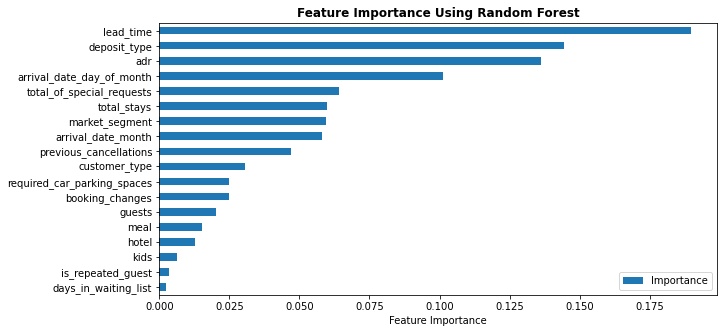 Feature Importance Using Random Forest
lead_time
deposit_type
adr
arrival_date_day_of_month
total_of_special_requests
total_stays
market_segment
arrival_date_month
previous_cancellations
customer_type
required_car_parking_spaces
booking_changes
guests
meal
hotel
kids
is_repeated_guest
days_in_waiting_list
Importance
0.000 0.025 0.050 0.075 0.100 0.125 0.150 0.175
Feature Importance